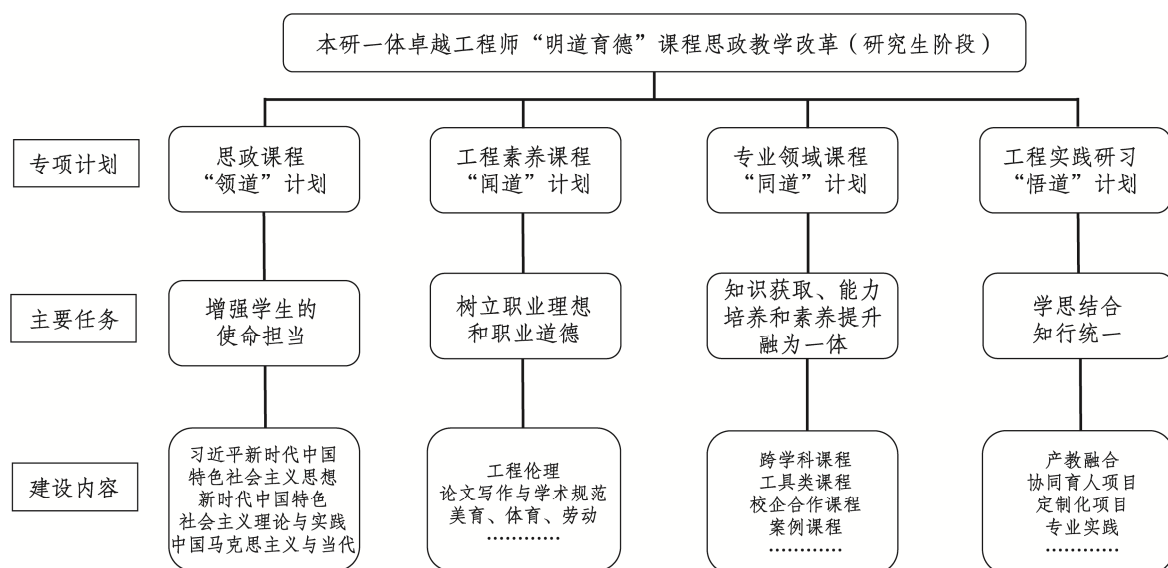 本研一体卓越工程师“明道育德”课程思政教学改革（研究生阶段）
专项计划
思政课程
“领道”计划
工程素养课程
“闻道”计划
专业领域课程
“同道”计划
工程实践研习
“悟道”计划
主要任务
增强学生的
使命担当
树立职业理想
和职业道德
知识获取、能力
培养和素养提升
融为一体
学思结合
知行统一
建设内容
习近平新时代中国
特色社会主义思想
新时代中国特色
社会主义理论与实践
中国马克思主义与当代
工程伦理
论文写作与学术规范
美育、体育、劳动
…………
跨学科课程
工具类课程
校企合作课程
案例课程
…………
产教融合
协同育人项目
定制化项目
专业实践
…………